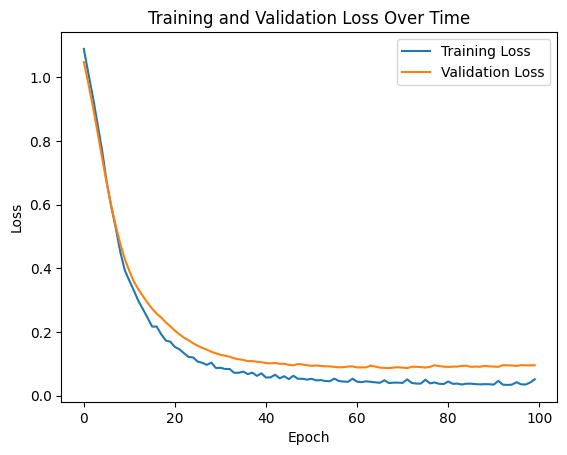 Training and Validation Loss Over Time
Training Loss
Validation Loss
Loss
1.0
0.8
0.6
0.4
0.2
0.0
0
20
40
60
80
100
Epoch